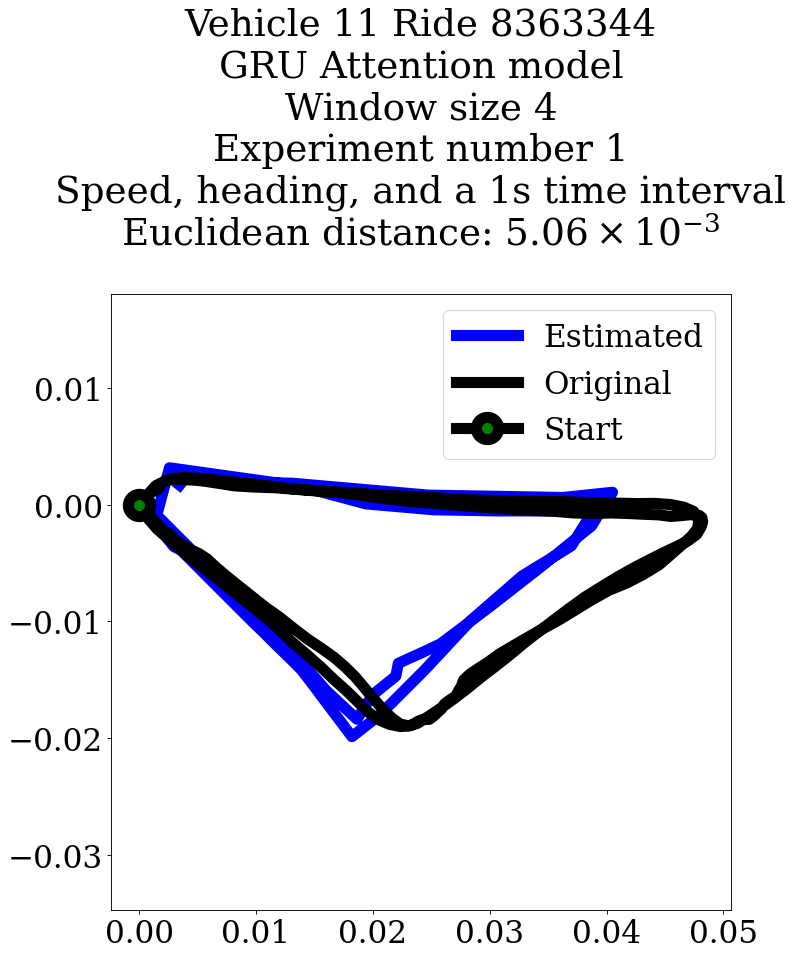 Vehicle 11 Ride 8363344
GRU Attention model
Window size 4
Experiment number 1
Speed, heading, and a 1s time interval
Euclidean distance: 5.06 × 10⁻³
Estimated
Original
Start
0.01
0.00
−0.01
−0.02
−0.03
0.00 0.01 0.02 0.03 0.04 0.05